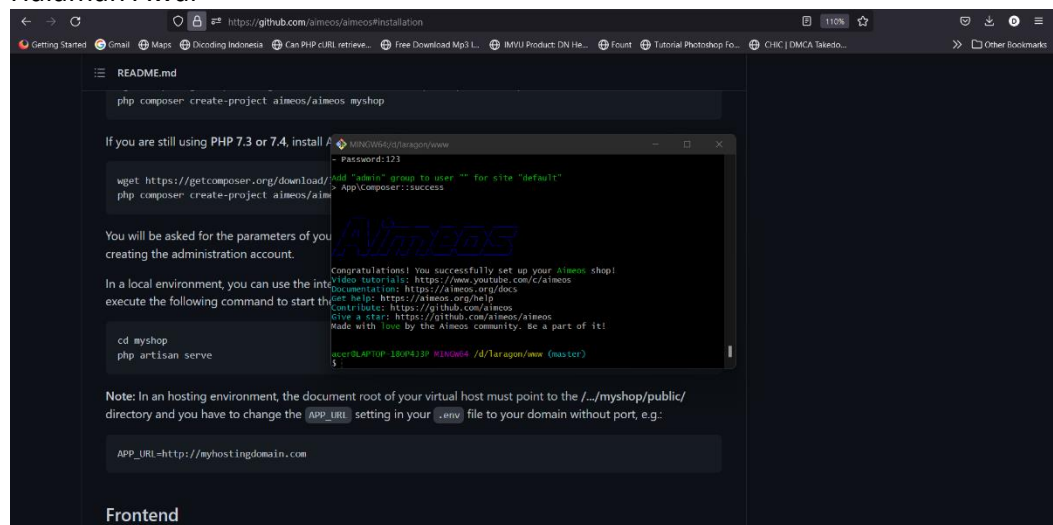 https://github.com/aimeos/aimeos#installation
110%
Getting Started Gmail Maps Dicoding Indonesia Can PHP cURL retrieve... Free Download Mp3 l... IMVU Product: DN He... Fount Tutorial Photoshop Fo... CHIC | DMCA Takedo... Other Bookmarks
README.md
php composer create-project aimeos/aimeos myshop
If you are still using PHP 7.3 or 7.4, install A
wget https://getcomposer.org/download/
php composer create-project aimeos/aime
You will be asked for the parameters of you
creating the administration account.
In a local environment, you can use the inte
execute the following command to start the
cd myshop
php artisan serve
MINGW64:/d/laragon/www
- Password:123
Add "admin" group to user "" for site "default"
> App\Composer::success
Aimeos
Congratulations! You successfully set up your Aimeos shop!
Video tutorials: https://www.youtube.com/c/aimeos
Documentation: https://aimeos.org/docs
Get help: https://aimeos.org/help
Contribute: https://github.com/aimeos
Give a star: https://github.com/aimeos/aimeos
Made with love by the Aimeos community. Be a part of it!
acer@LAPTOP-18OP4J3P MINGW64 /d/laragon/www (master)
$
Note: In an hosting environment, the document root of your virtual host must point to the /.../myshop/public/
directory and you have to change the APP_URL setting in your .env file to your domain without port, e.g.:
APP_URL=http://myhostingdomain.com
Frontend